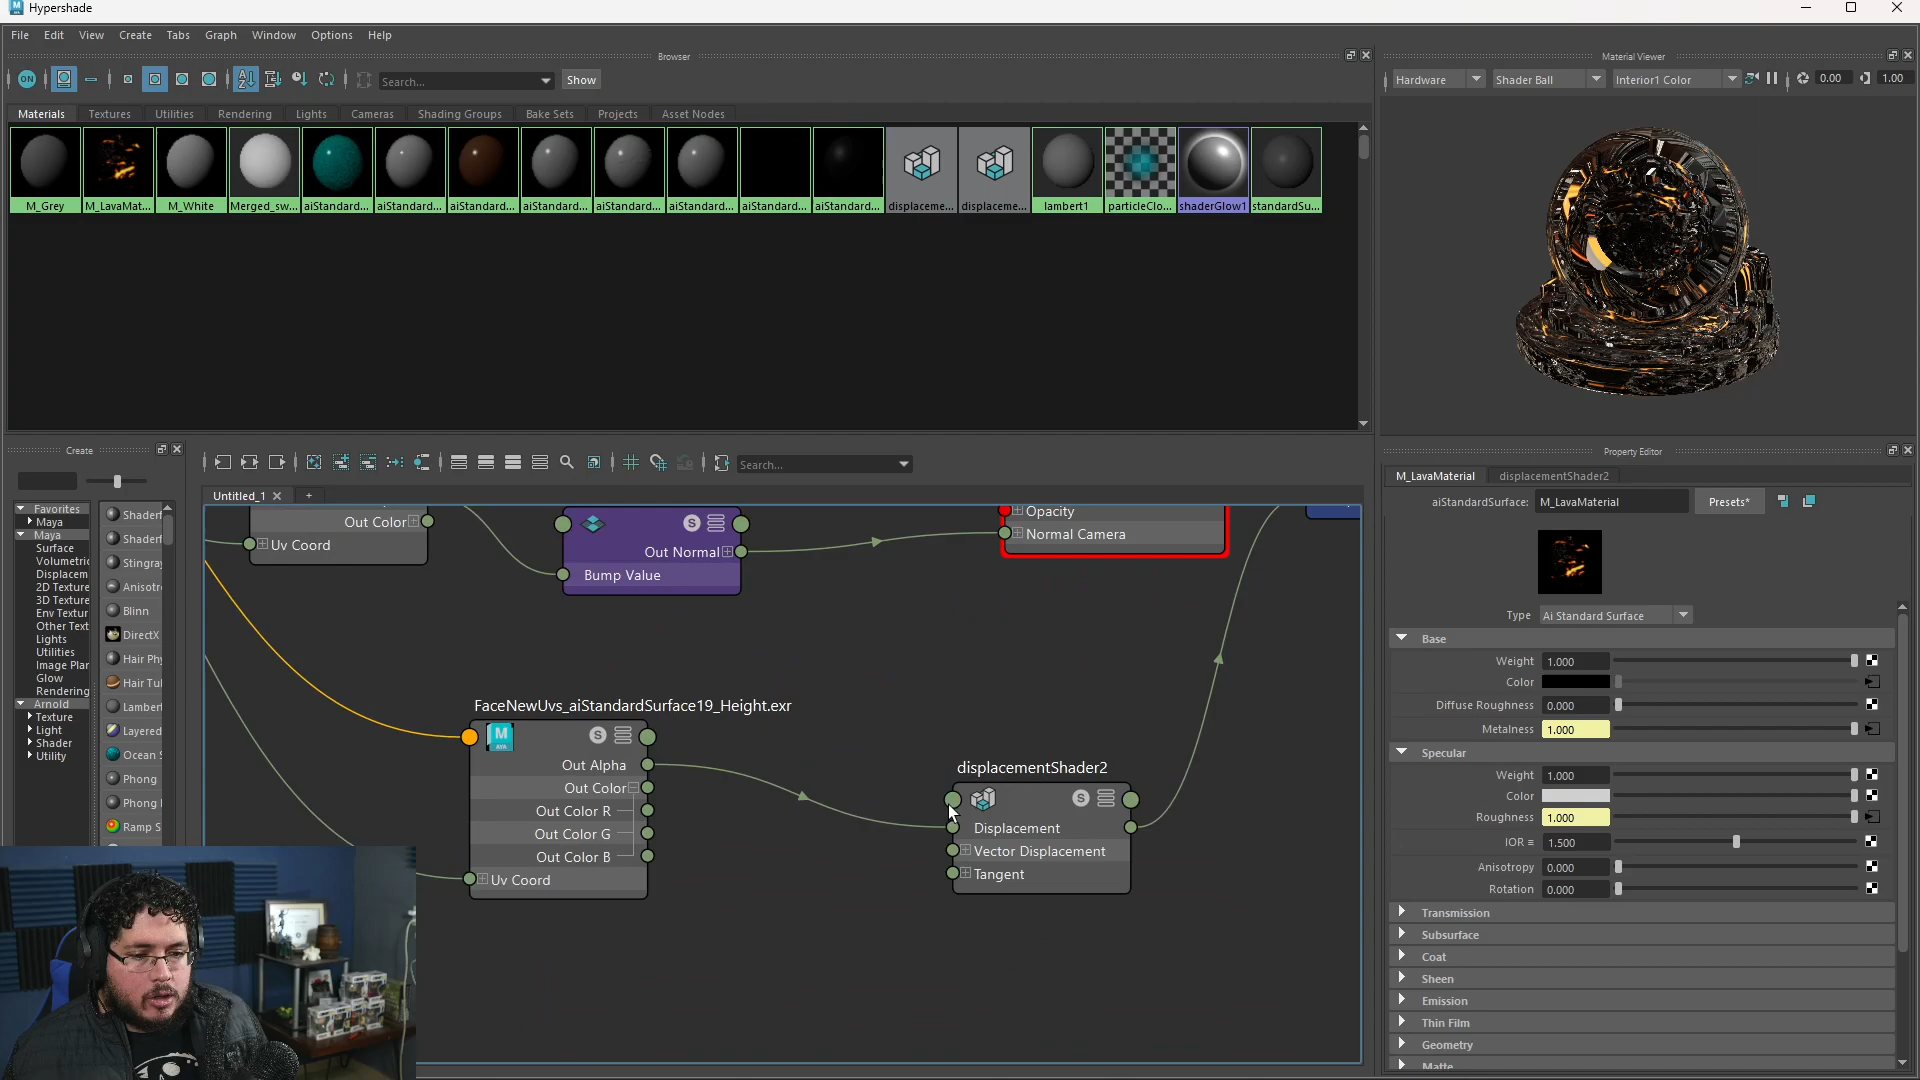 Hypershade
File Edit View Create Tabs Graph Window Options Help
Browser
ON Search... Show
Materials Textures Utilities Rendering Lights Cameras Shading Groups Bake Sets Projects Asset Nodes
M_Grey M_LavaMat... M_White Merged_sw... aiStandard... aiStandard... aiStandard... aiStandard... aiStandard... aiStandard... aiStandard... aiStandard... displaceme... displaceme... lambert1 particleClo... shaderGlow1 standardSu...
Material Viewer
Hardware Shader Ball Interior1 Color 0.00 1.00
Create
Favorites
Maya
Maya
Surface
Volumetric
Displacem
2D Texture
3D Texture
Env Textur
Other Text
Lights
Utilities
Image Plan
Glow
Rendering
Arnold
Texture
Light
Shader
Utility
Shaderf
Shaderf
Stingra
Anisoti
Blinn
DirectX
Hair Phy
Hair Tul
Lambert
Layered
Ocean S
Phong
Phong
Ramp S
Search...
Untitled_1 +
Out Color
Uv Coord
Out Normal
Bump Value
Opacity
Normal Camera
FaceNewUvs_aiStandardSurface19_Height.exr
Out Alpha
Out Color
Out Color R
Out Color G
Out Color B
Uv Coord
displacementShader2
Displacement
Vector Displacement
Tangent
Property Editor
M_LavaMaterial displacementShader2
aiStandardSurface: M_LavaMaterial Presets*
Type Ai Standard Surface
Base
Weight 1.000
Color
Diffuse Roughness 0.000
Metalness 1.000
Specular
Weight 1.000
Color
Roughness 1.000
IOR 1.500
Anisotropy 0.000
Rotation 0.000
Transmission
Subsurface
Coat
Sheen
Emission
Thin Film
Geometry
Matte